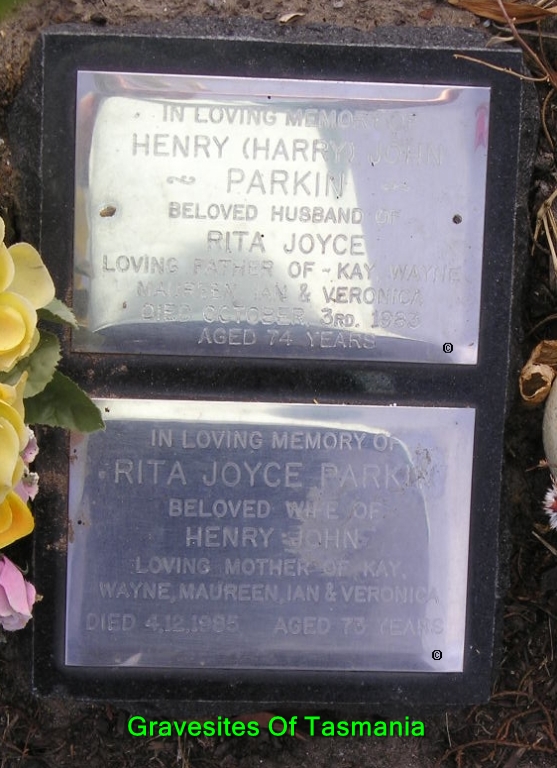 IN LOVING MEMORY OF
HENRY (HARRY) JOHN
PARKIN
BELOVED HUSBAND OF
RITA JOYCE
LOVING FATHER OF - KAY WAYNE
MAUREEN, IAN & VERONICA
DIED OCTOBER 3RD. 1983
AGED 74 YEARS
©
IN LOVING MEMORY OF
RITA JOYCE PARKIN
BELOVED WIFE OF
HENRY JOHN
LOVING MOTHER OF KAY,
WAYNE, MAUREEN, IAN & VERONICA
DIED 4,12,1985 AGED 73 YEARS
©
Gravesites Of Tasmania